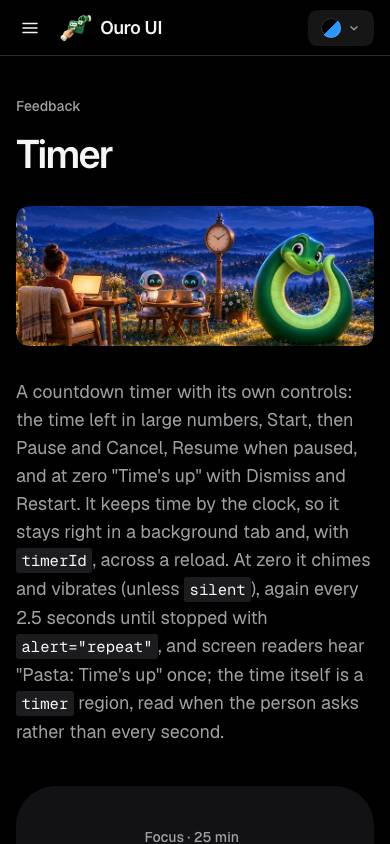 Ouro UI
Feedback
Timer
A countdown timer with its own controls:
the time left in large numbers, Start, then
Pause and Cancel, Resume when paused,
and at zero "Time's up" with Dismiss and
Restart. It keeps time by the clock, so it
stays right in a background tab and, with
timerId, across a reload. At zero it chimes
and vibrates (unless silent), again every
2.5 seconds until stopped with
alert="repeat", and screen readers hear
"Pasta: Time's up" once; the time itself is a
timer region, read when the person asks
rather than every second.
Focus · 25 min